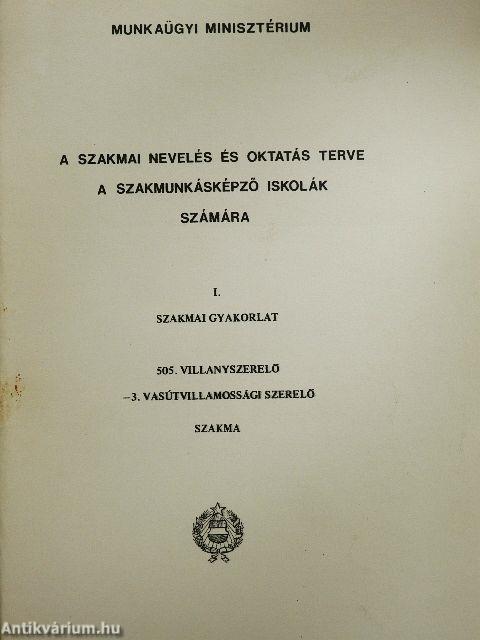 MUNKAÜGYI MINISZTÉRIUM
A SZAKMAI NEVELÉS ÉS OKTATÁS TERVE
A SZAKMUNKÁSKÉPZŐ ISKOLÁK
SZÁMÁRA
I.
SZAKMAI GYAKORLAT
505. VILLANYSZERELŐ
–3. VASÚTVILLAMOSSÁGI SZERELŐ
SZAKMA
Antikvárium.hu